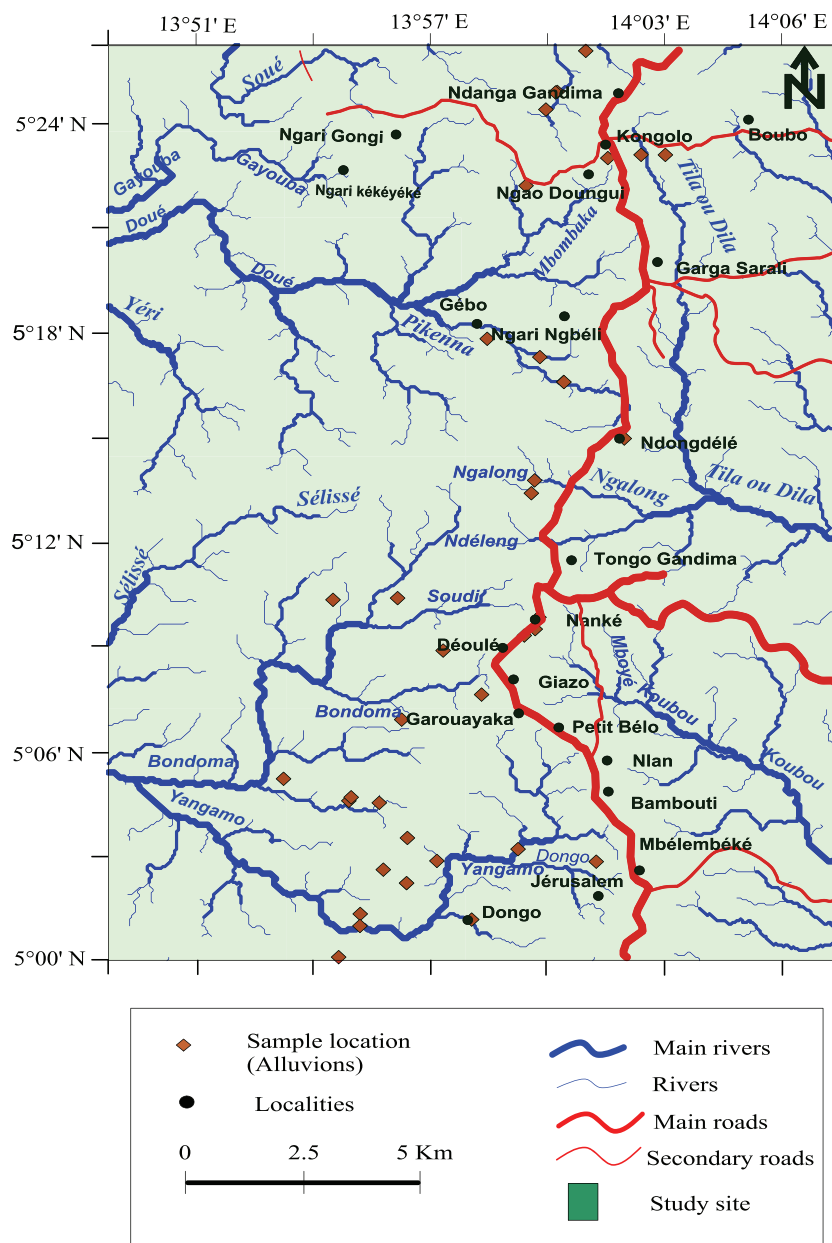 13°51' E
13°57' E
14°03' E
14°06' E
N
Soué
Ndanga Gandima
5°24' N
Ngari Gongi
Kongolo
Boubo
Gayouba
Gayouba
Ngari kékéyéké
Ngao Doungui
Tila ou Dila
Doué
Mbombaka
Doué
Garga Sarali
Yéri
Gébo
5°18' N
Pikenna
Ngari Ngbéli
Ndongdélé
Ngalong
Ngalong
Tila ou Dila
Sélissé
5°12' N
Ndéleng
Tongo Gandima
Sélissé
Soudi
Nanké
Déoulé
Mboyé
Giazo
Koubou
Bondoma
Garouayaka
Petit Bélo
5°06' N
Bondoma
Nlan
Koubou
Yangamo
Bambouti
Mbélembéké
Dongo
Yangamo
Jérusalem
Dongo
5°00' N
Sample location
(Alluvions)
Localities
0 2.5 5 Km
Main rivers
Rivers
Main roads
Secondary roads
Study site